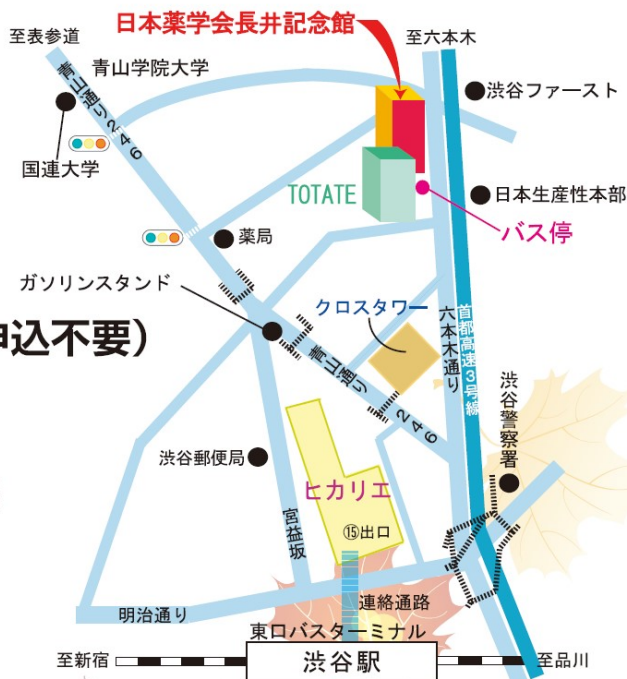 日本薬学会長井記念館
至表参道
至六本木
青山学院大学
渋谷ファースト
青山通り246
国連大学
TOTATE
日本生産性本部
バス停
薬局
ガソリンスタンド
クロスタワー
六本木通り
首都高速3号線
申込不要）
青山通り
246
渋谷警察署
渋谷郵便局
ヒカリエ
宮益坂
⑮出口
連絡通路
明治通り
東口バスターミナル
至新宿
渋谷駅
至品川